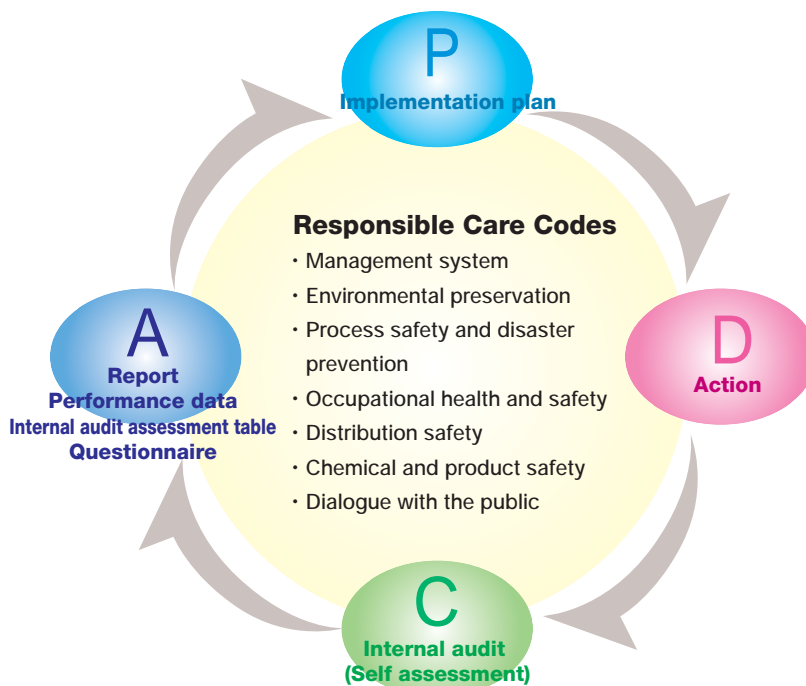 P
Implementation plan
Responsible Care Codes
・Management system
・Environmental preservation
・Process safety and disaster
prevention
・Occupational health and safety
・Distribution safety
・Chemical and product safety
・Dialogue with the public
D
Action
C
Internal audit
(Self assessment)
A
Report
Performance data
Internal audit assessment table
Questionnaire